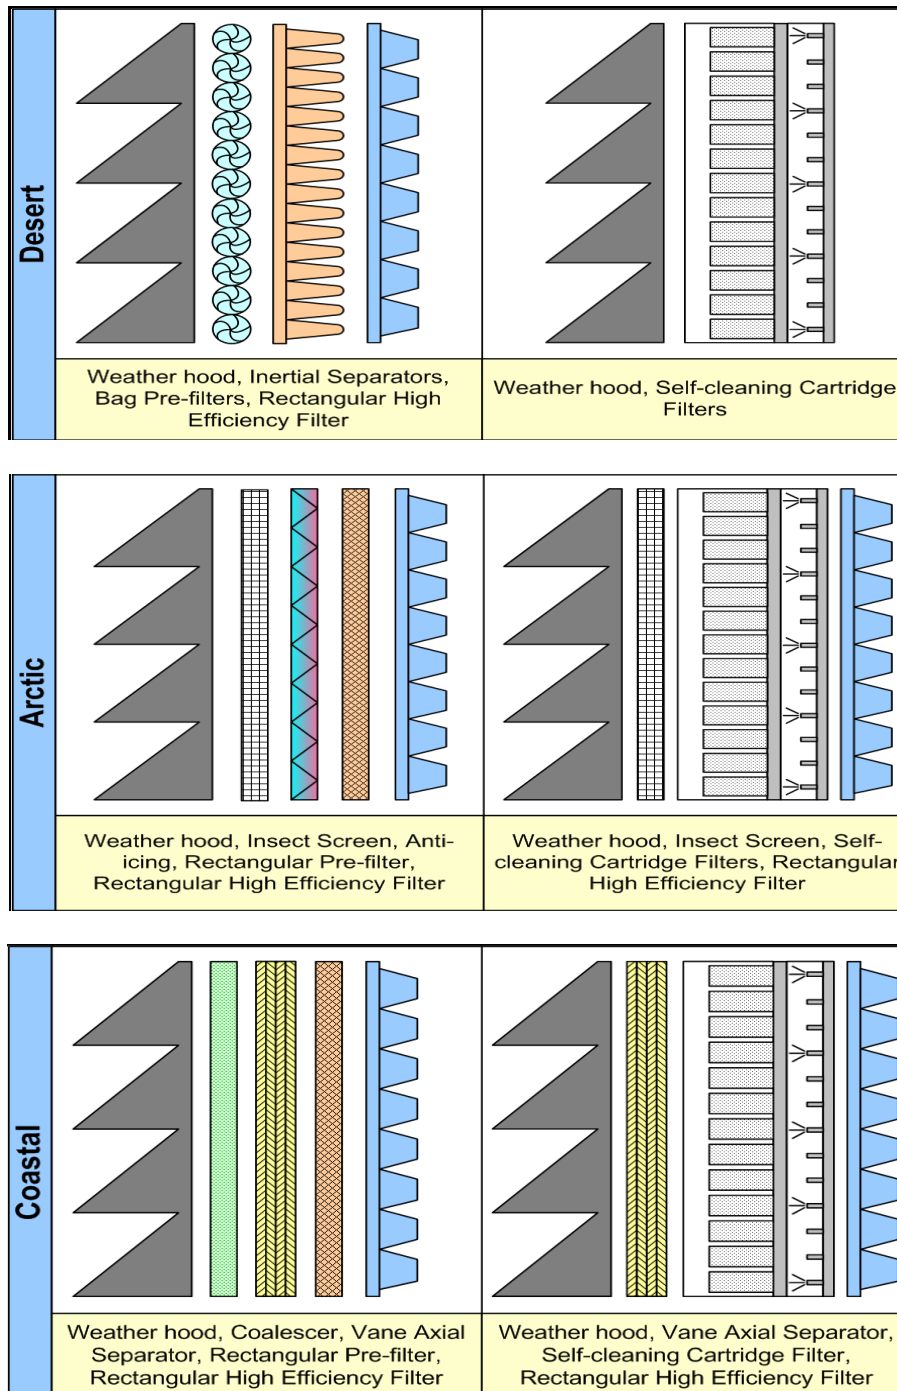 Desert
Weather hood, Inertial Separators,
Bag Pre-filters, Rectangular High
Efficiency Filter
Weather hood, Self-cleaning Cartridge
Filters
Arctic
Weather hood, Insect Screen, Anti-
icing, Rectangular Pre-filter,
Rectangular High Efficiency Filter
Weather hood, Insect Screen, Self-
cleaning Cartridge Filters, Rectangular
High Efficiency Filter
Coastal
Weather hood, Coalescer, Vane Axial
Separator, Rectangular Pre-filter,
Rectangular High Efficiency Filter
Weather hood, Vane Axial Separator,
Self-cleaning Cartridge Filter,
Rectangular High Efficiency Filter